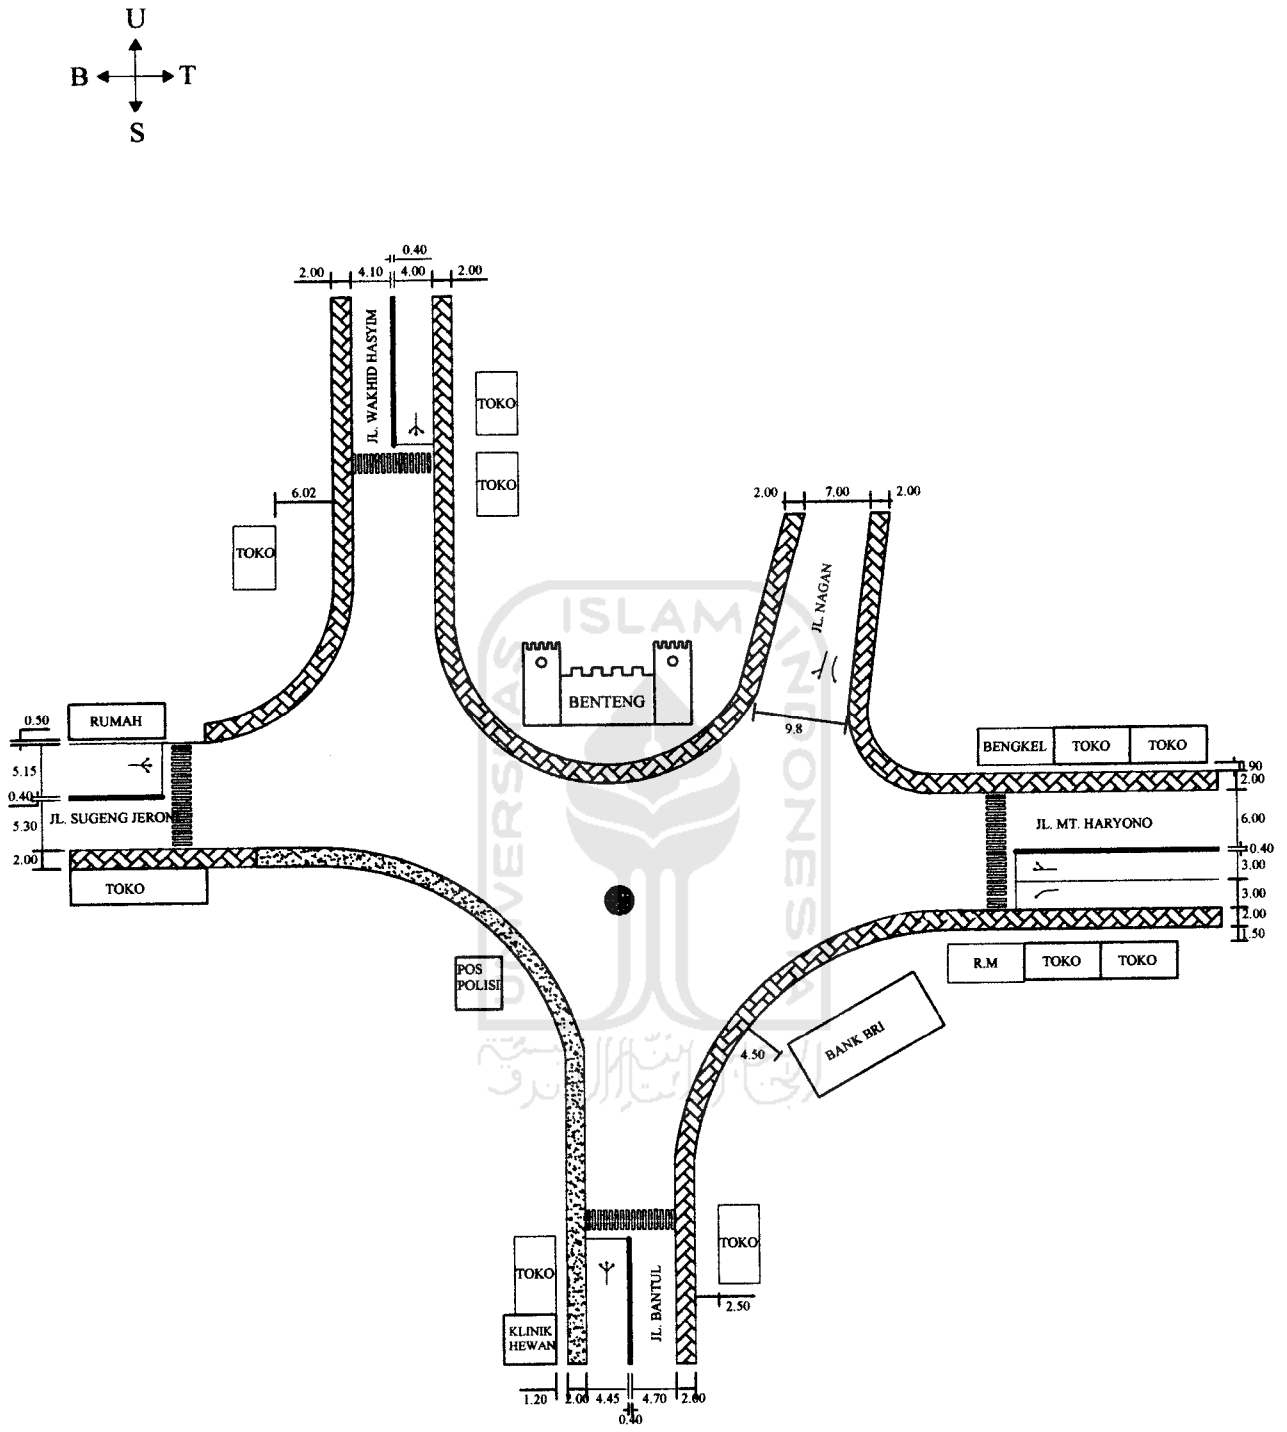 U
B T
S
0.40
2.00 4.10 4.00 2.00
JL. WAKHID HASYIM
TOKO
TOKO
6.02
TOKO
2.00 7.00 2.00
JL. NAGAN
9.8
UNIVERSITAS
ISLAM
INDONESIA
BENTENG
RUMAH
0.50
5.15
0.40
5.30
2.00
JL. SUGENG JERONI
TOKO
BENGKEL TOKO TOKO
0.90
2.00
6.00
0.40
3.00
3.00
2.00
1.50
JL. MT. HARYONO
R.M TOKO TOKO
POS
POLISI
BANK BRI
4.50
TOKO
KLINIK
HEWAN
JL. BANTUL
TOKO
2.50
1.20 2.00 4.45 4.70 2.00
0.40